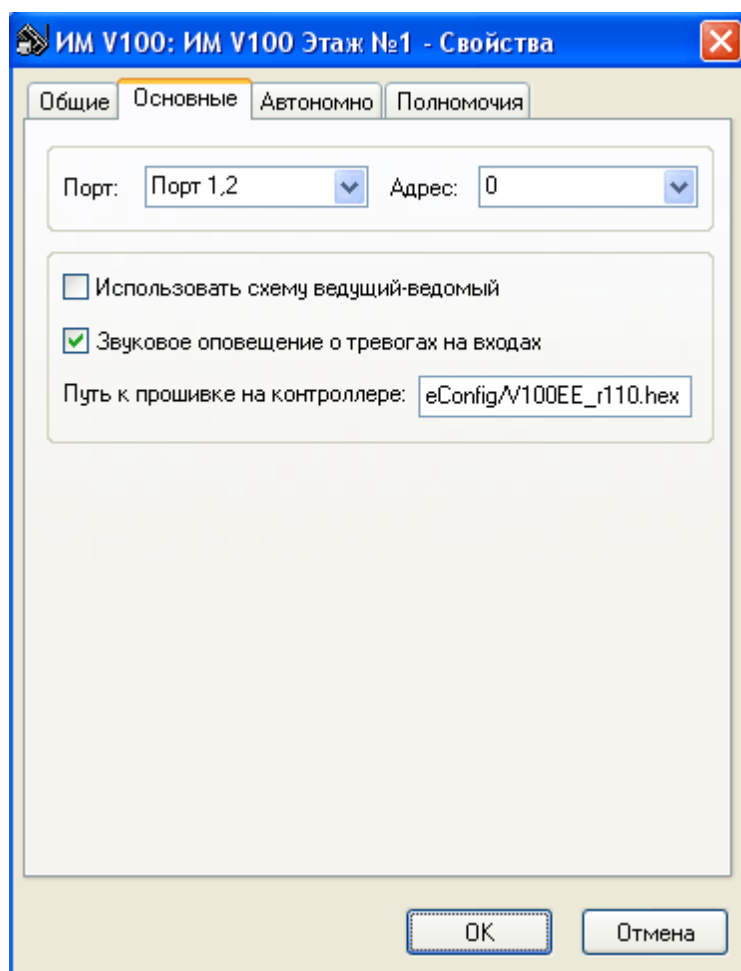 ИМ V100: ИМ V100 Этаж №1 - Свойства
Общие Основные Автономно Полномочия
Порт: Порт 1,2 Адрес: 0
Использовать схему ведущий-ведомый
Звуковое оповещение о тревогах на входах
Путь к прошивке на контроллере: eConfig/V100EE_r110.hex
OK Отмена